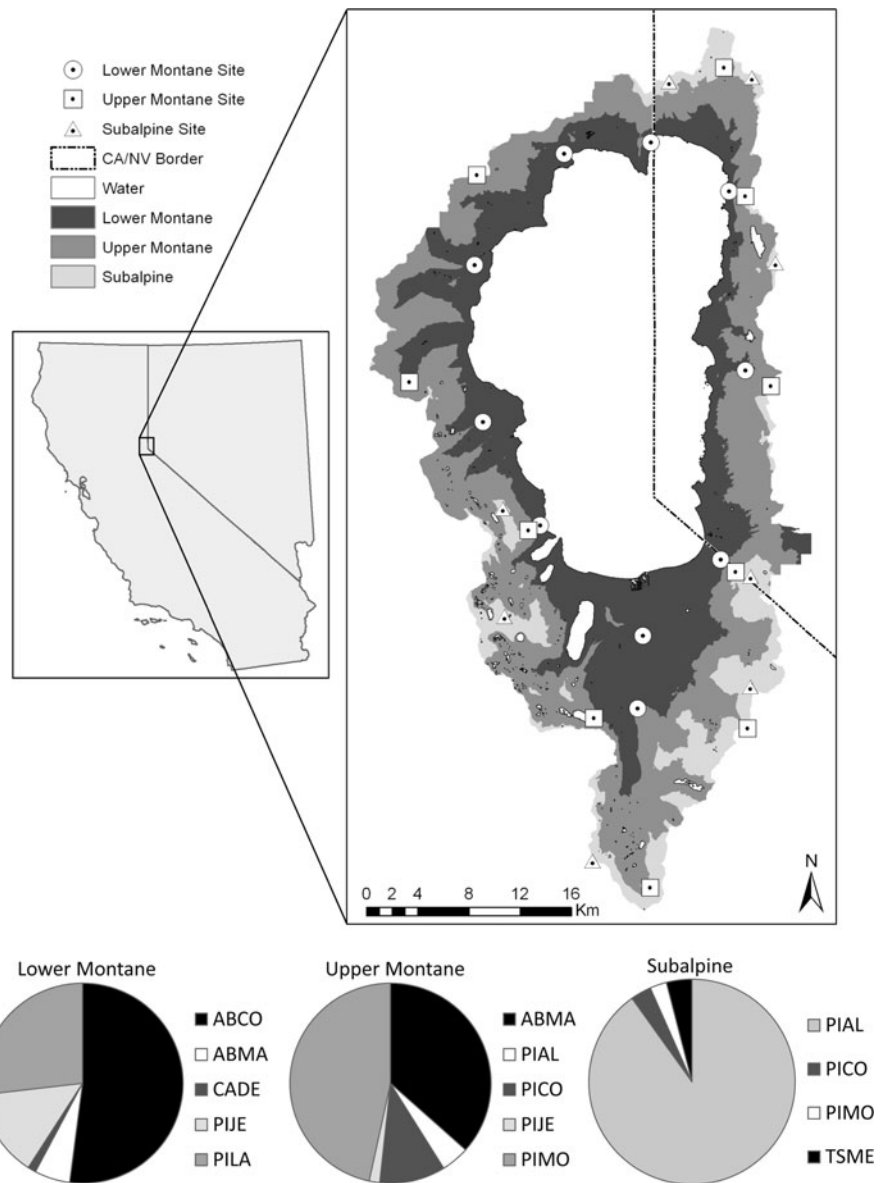 Lower Montane Site
Upper Montane Site
Subalpine Site
CA/NV Border
Water
Lower Montane
Upper Montane
Subalpine
N
0 2 4 8 12 16
Km
Lower Montane
ABCO
ABMA
CADE
PIJE
PILA
Upper Montane
ABMA
PIAL
PICO
PIJE
PIMO
Subalpine
PIAL
PICO
PIMO
TSME